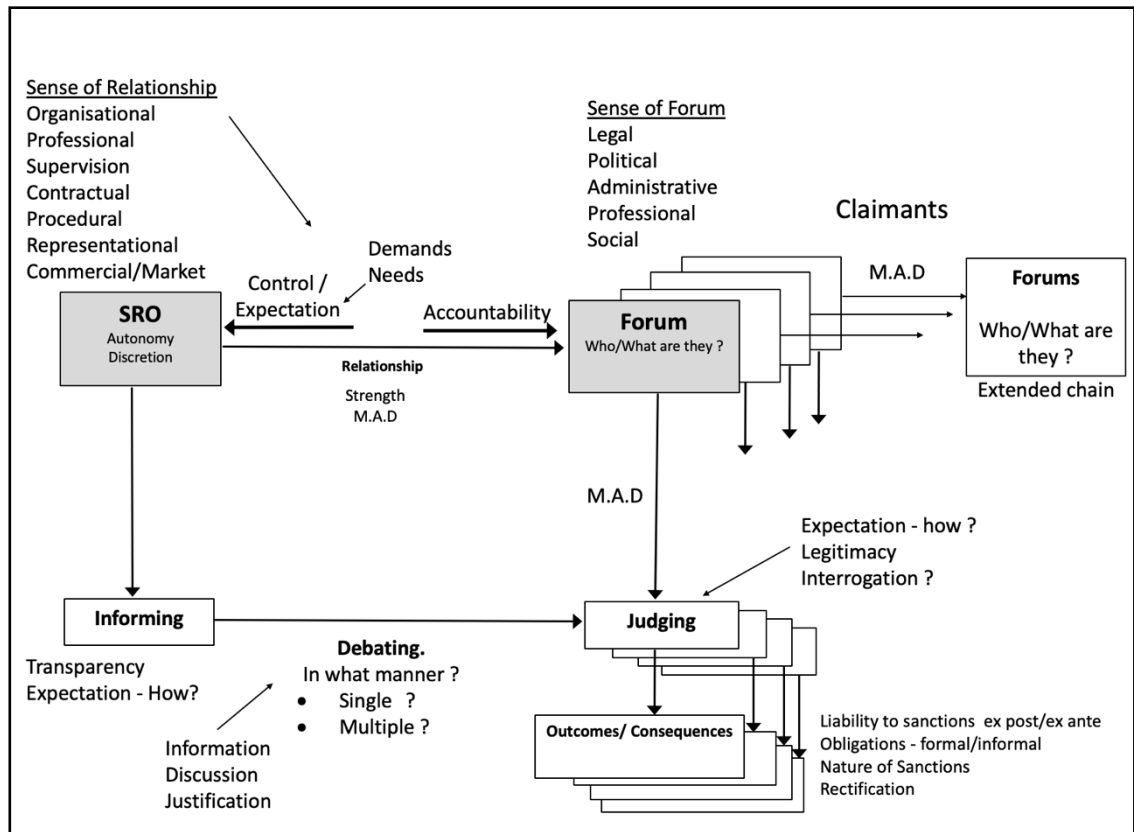 Sense of Relationship
Organisational
Professional
Supervision
Contractual
Procedural
Representational
Commercial/Market
Sense of Forum
Legal
Political
Administrative
Professional
Social
Claimants
Demands
Needs
Control /
Expectation
Accountability
M.A.D
SRO
Autonomy
Discretion
Relationship
Strength
M.A.D
Forum
Who/What are they ?
Forums
Who/What are
they ?
Extended chain
M.A.D
Expectation - how ?
Legitimacy
Interrogation ?
Informing
Transparency
Expectation - How?
Debating.
In what manner ?
• Single ?
• Multiple ?
Judging
Information
Discussion
Justification
Outcomes/ Consequences
Liability to sanctions ex post/ex ante
Obligations - formal/informal
Nature of Sanctions
Rectification